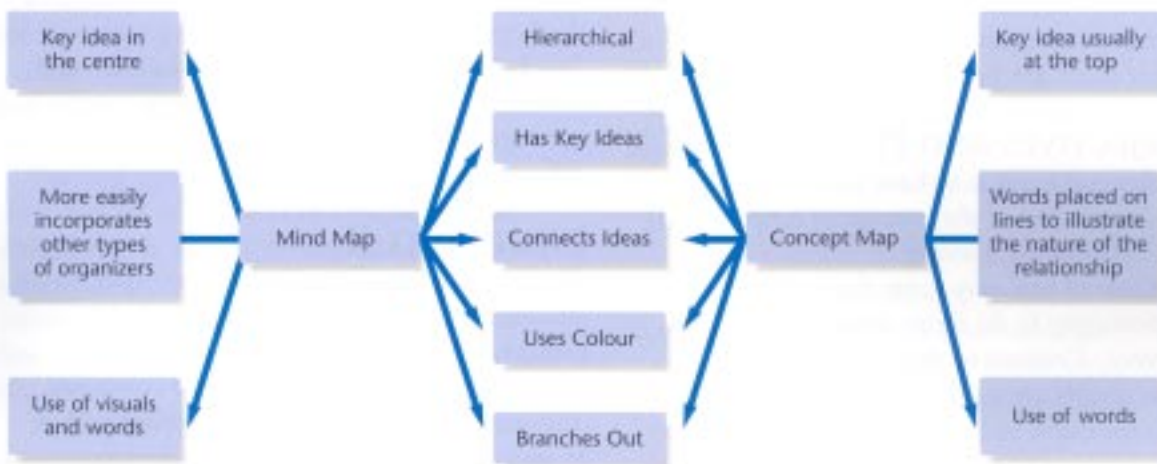 Key idea in
the centre
More easily
incorporates
other types
of organizers
Use of visuals
and words
Mind Map
Hierarchical
Has Key Ideas
Connects Ideas
Uses Colour
Branches Out
Concept Map
Key idea usually
at the top
Words placed on
lines to illustrate
the nature of the
relationship
Use of words